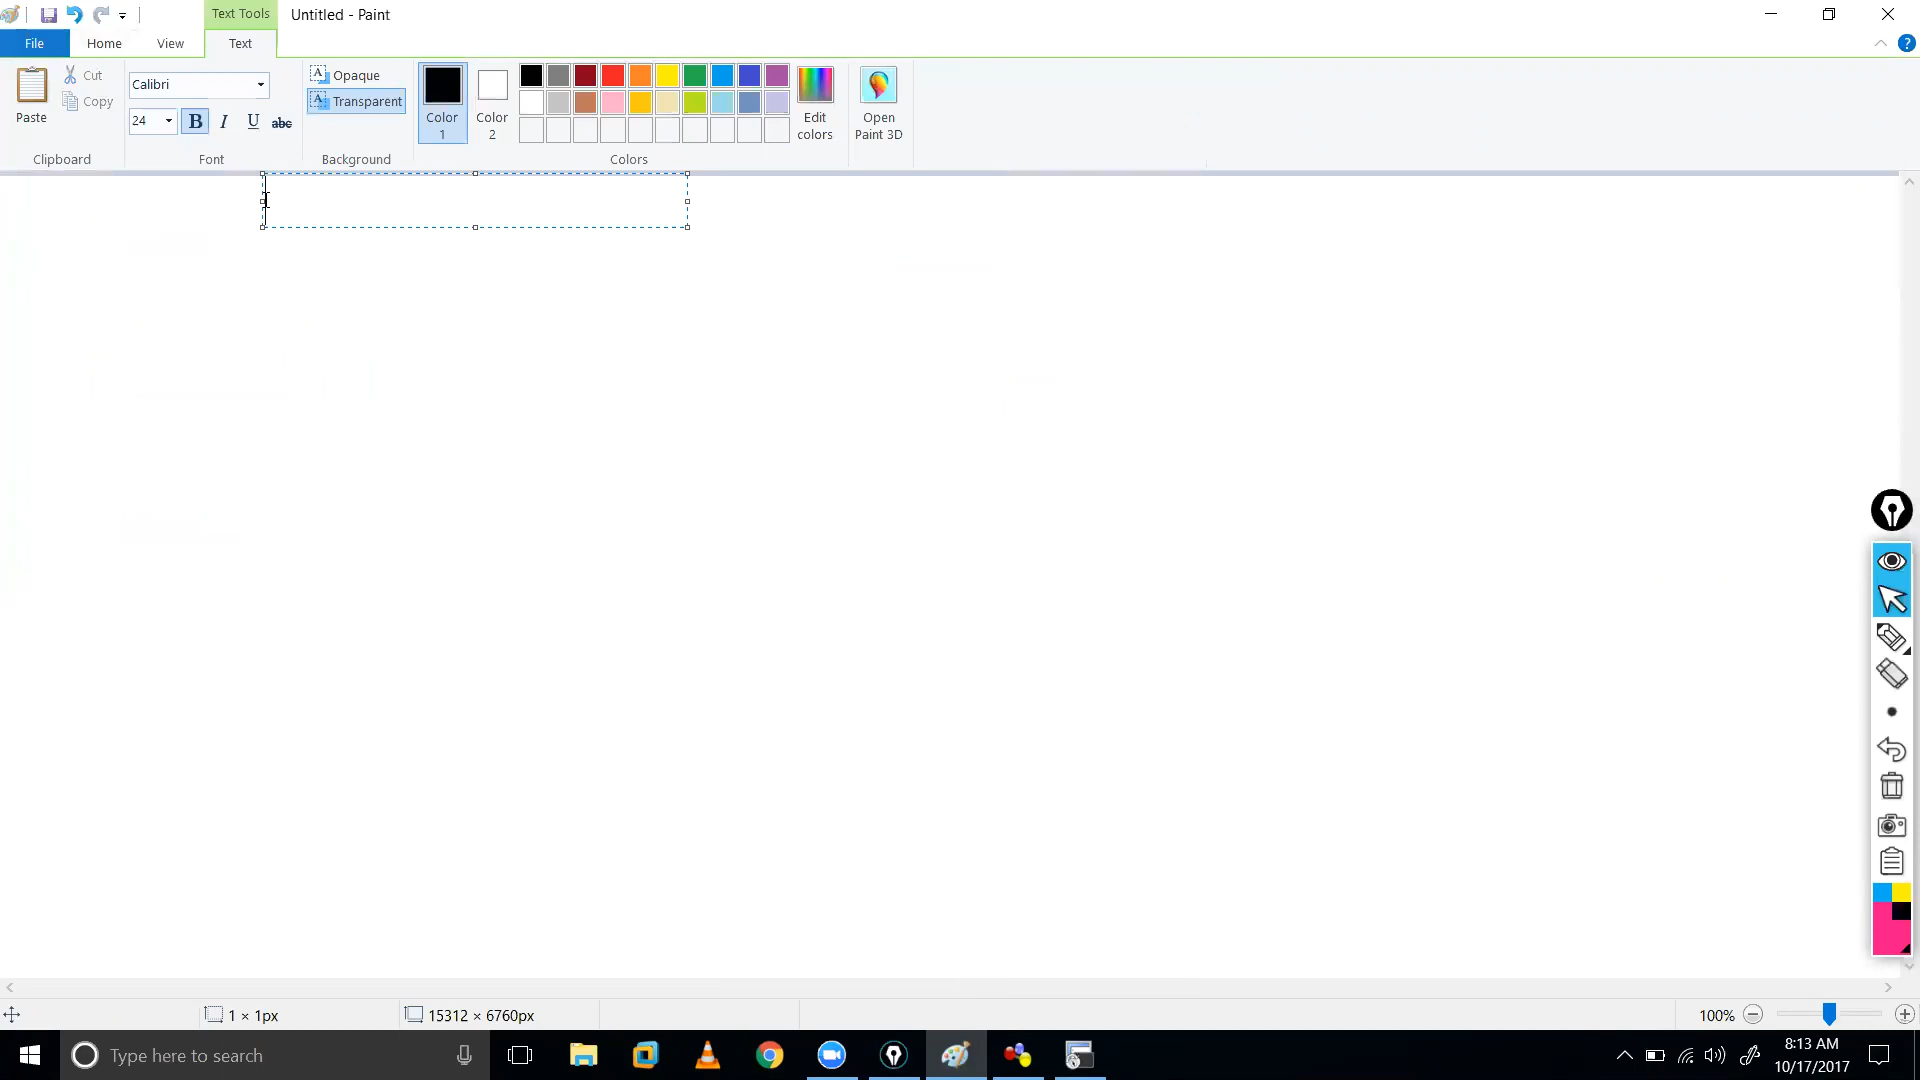 Text Tools
Untitled - Paint
File
Home
View
Text
Paste
Cut
Copy
Clipboard
Calibri
24
B
I
U
abc
Font
A Opaque
A Transparent
Background
Color 1
Color 2
Edit colors
Colors
Open Paint 3D
1 × 1px
15312 × 6760px
100%
Type here to search
8:13 AM
10/17/2017